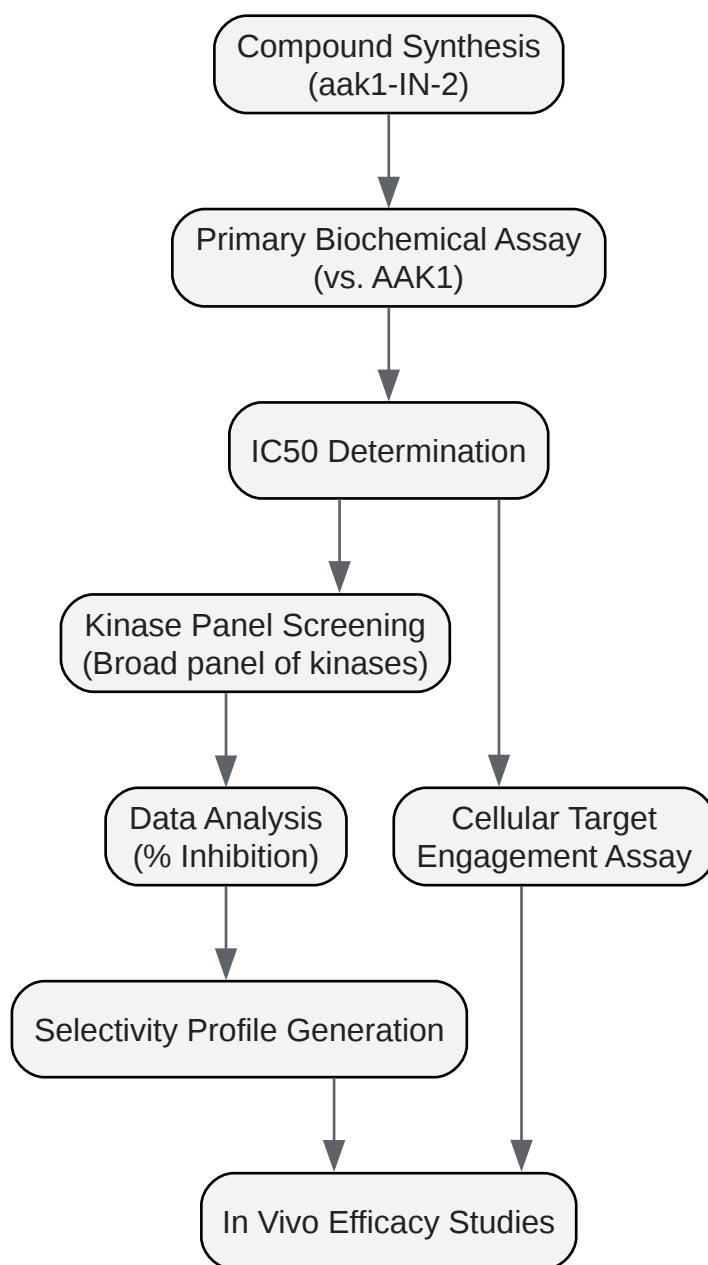 Compound Synthesis
(aak1-IN-2)
Primary Biochemical Assay
(vs. AAK1)
IC50 Determination
Kinase Panel Screening
(Broad panel of kinases)
Data Analysis
(% Inhibition)
Cellular Target
Engagement Assay
Selectivity Profile Generation
In Vivo Efficacy Studies